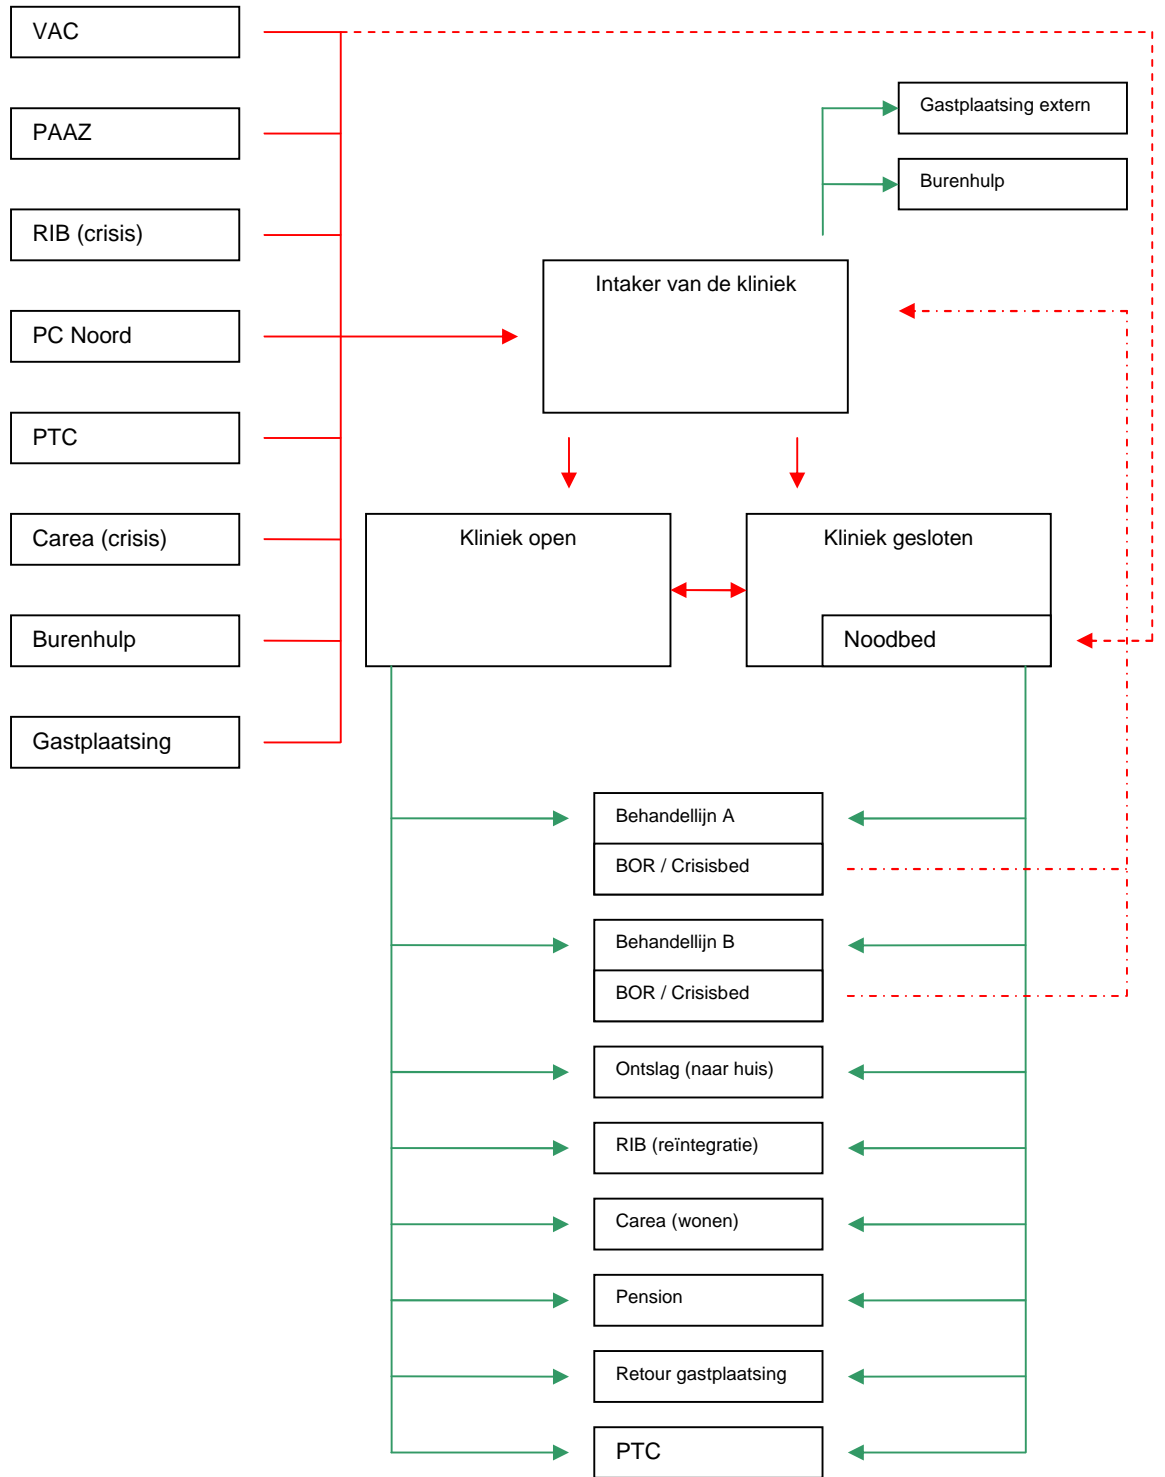 VAC
PAAZ
RIB (crisis)
PC Noord
PTC
Carea (crisis)
Burenhulp
Gastplaatsing
Gastplaatsing extern
Burenhulp
Intaker van de kliniek
Kliniek open
Kliniek gesloten
Noodbed
Behandellijn A
BOR / Crisisbed
Behandellijn B
BOR / Crisisbed
Ontslag (naar huis)
RIB (reïntegratie)
Carea (wonen)
Pension
Retour gastplaatsing
PTC